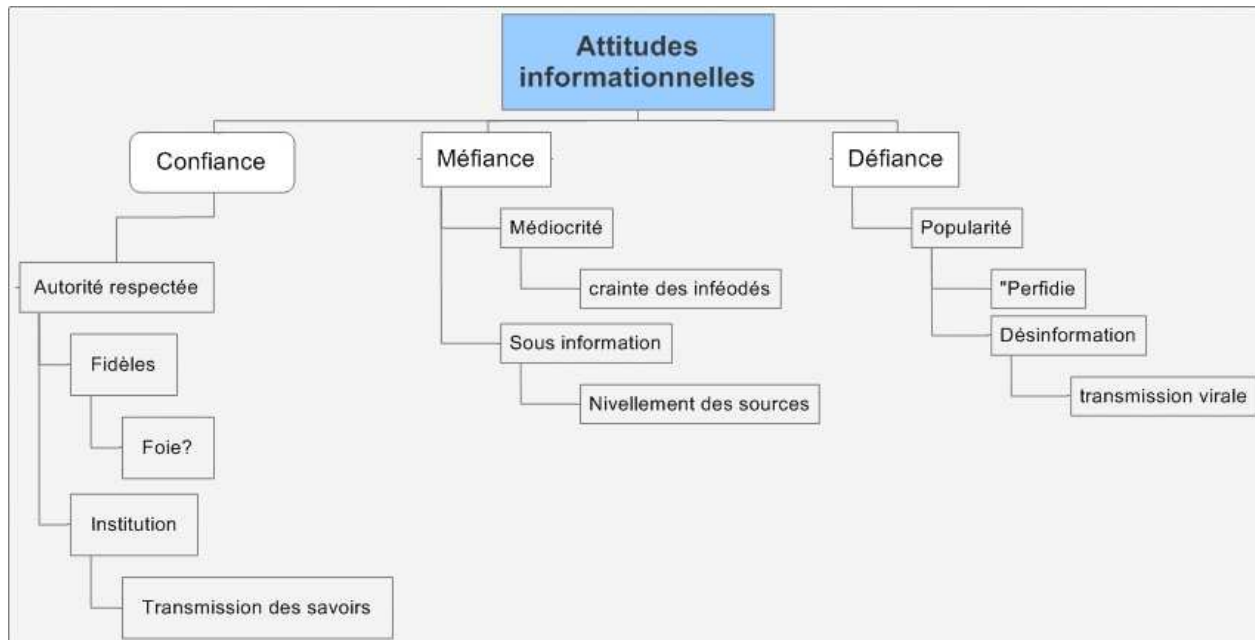 Attitudes
informationnelles
Confiance
Méfiance
Défiance
Autorité respectée
Fidèles
Foie?
Institution
Transmission des savoirs
Médiocrité
crainte des inféodés
Sous information
Nivellement des sources
Popularité
"Perfidie
Désinformation
transmission virale